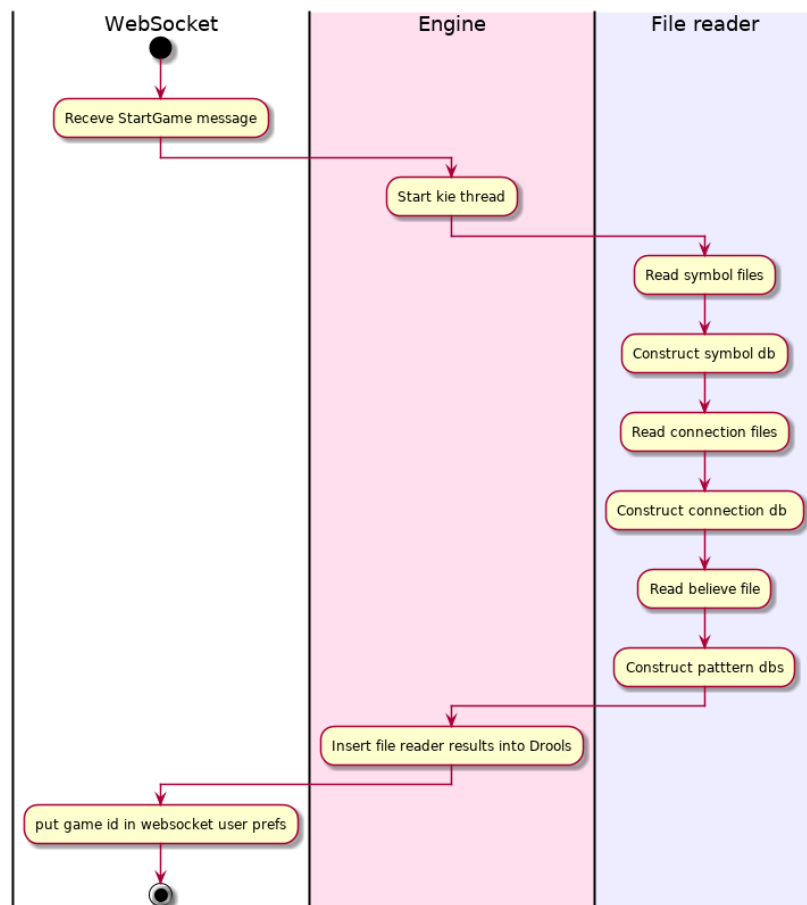 WebSocket
Engine
File reader
Receve StartGame message
Start kie thread
Read symbol files
Construct symbol db
Read connection files
Construct connection db
Read believe file
Construct patttern dbs
Insert file reader results into Drools
put game id in websocket user prefs